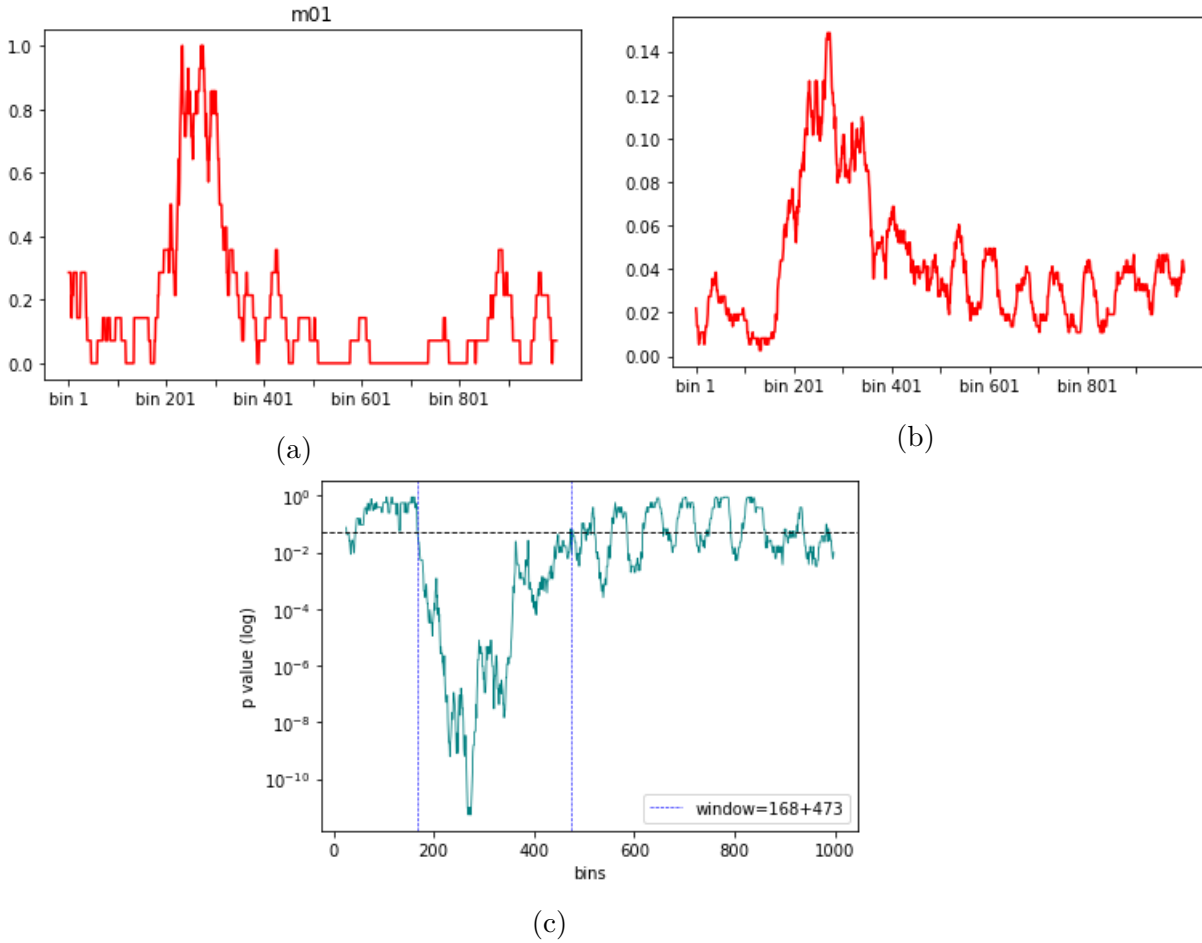 m01
1.0
0.8
0.6
0.4
0.2
0.0
bin 1 bin 201 bin 401 bin 601 bin 801
(a)
0.14
0.12
0.10
0.08
0.06
0.04
0.02
0.00
bin 1 bin 201 bin 401 bin 601 bin 801
(b)
p value (log)
10⁰
10⁻²
10⁻⁴
10⁻⁶
10⁻⁸
10⁻¹⁰
window=168+473
0 200 400 600 800 1000
bins
(c)